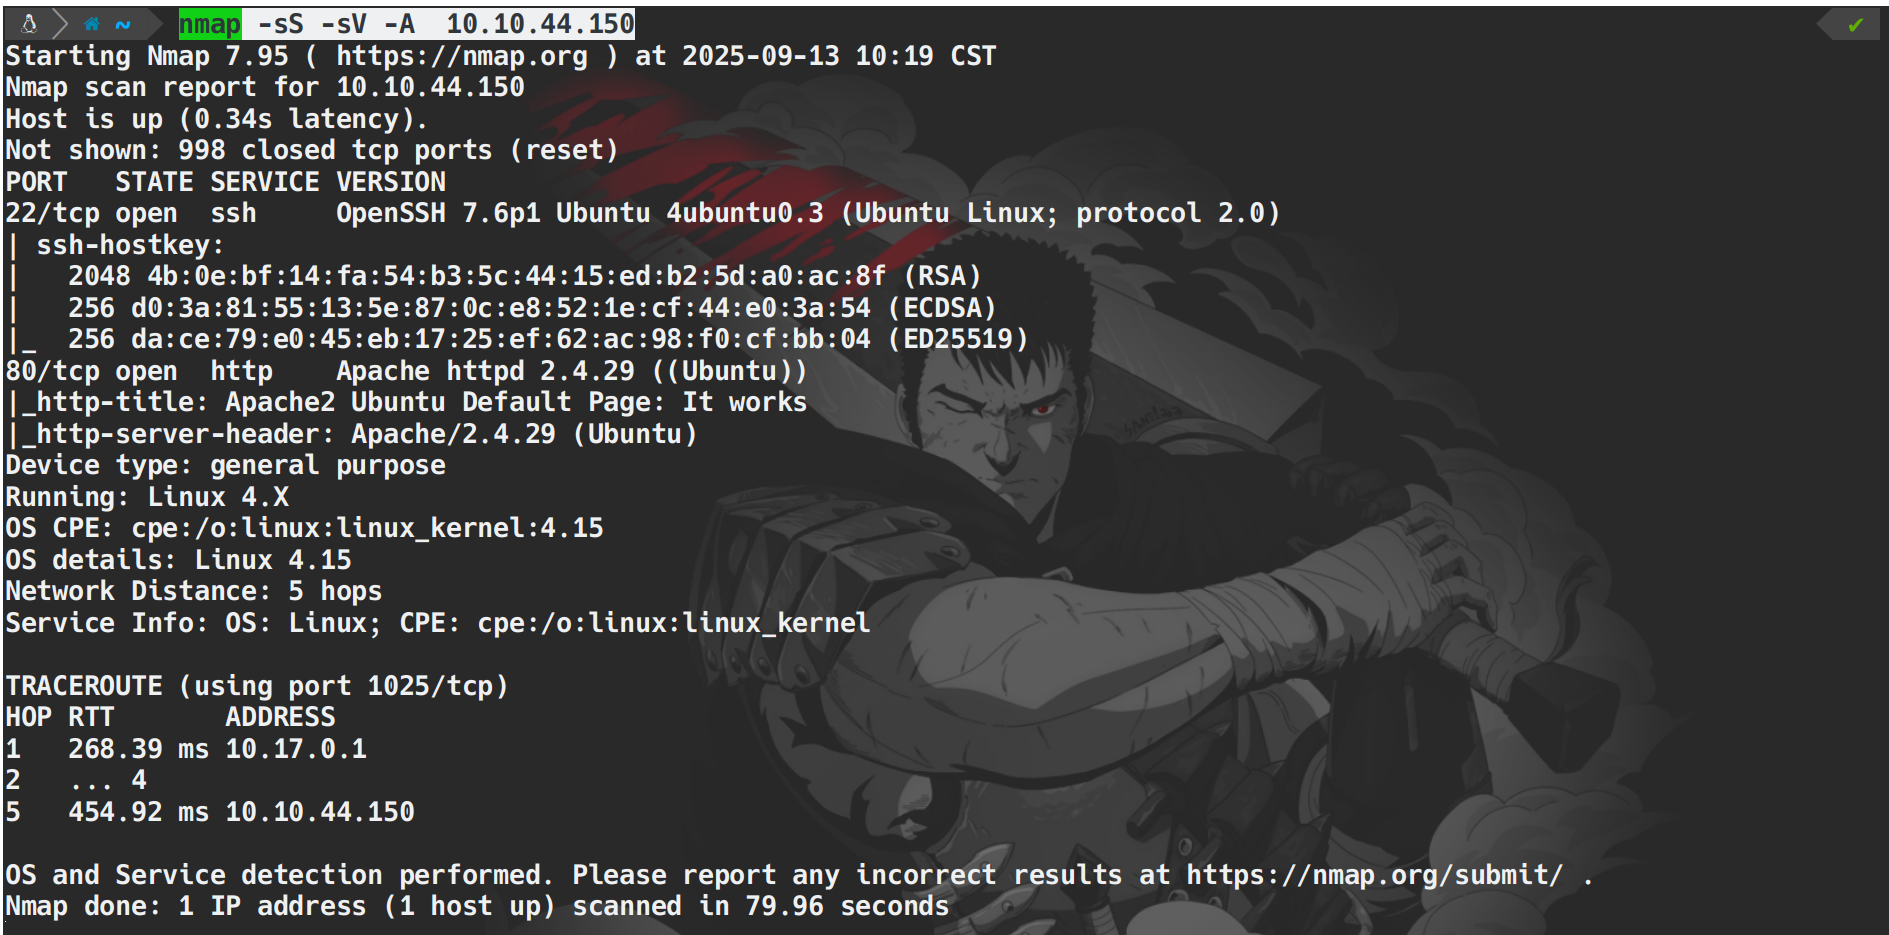 ~ nmap -sS -sV -A  10.10.44.150
Starting Nmap 7.95 ( https://nmap.org ) at 2025-09-13 10:19 CST
Nmap scan report for 10.10.44.150
Host is up (0.34s latency).
Not shown: 998 closed tcp ports (reset)
PORT   STATE SERVICE VERSION
22/tcp open  ssh     OpenSSH 7.6p1 Ubuntu 4ubuntu0.3 (Ubuntu Linux; protocol 2.0)
| ssh-hostkey:
|   2048 4b:0e:bf:14:fa:54:b3:5c:44:15:ed:b2:5d:a0:ac:8f (RSA)
|   256 d0:3a:81:55:13:5e:87:0c:e8:52:1e:cf:44:e0:3a:54 (ECDSA)
|_  256 da:ce:79:e0:45:eb:17:25:ef:62:ac:98:f0:cf:bb:04 (ED25519)
80/tcp open  http    Apache httpd 2.4.29 ((Ubuntu))
|_http-title: Apache2 Ubuntu Default Page: It works
|_http-server-header: Apache/2.4.29 (Ubuntu)
Device type: general purpose
Running: Linux 4.X
OS CPE: cpe:/o:linux:linux_kernel:4.15
OS details: Linux 4.15
Network Distance: 5 hops
Service Info: OS: Linux; CPE: cpe:/o:linux:linux_kernel
TRACEROUTE (using port 1025/tcp)
HOP RTT       ADDRESS
1   268.39 ms 10.17.0.1
2   ... 4
5   454.92 ms 10.10.44.150
OS and Service detection performed. Please report any incorrect results at https://nmap.org/submit/ .
Nmap done: 1 IP address (1 host up) scanned in 79.96 seconds